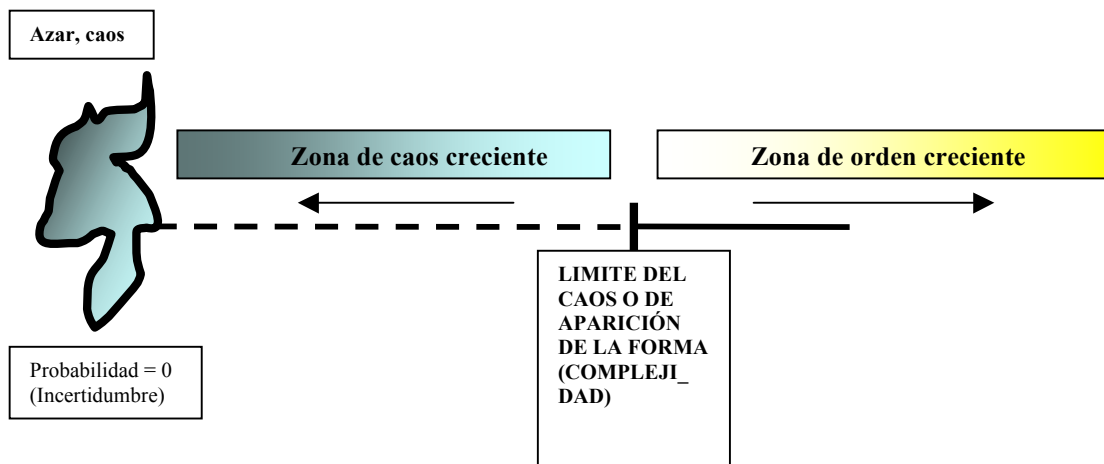 Azar, caos
Zona de caos creciente
Zona de orden creciente
LIMITE DEL
CAOS O DE
APARICIÓN
DE LA FORMA
(COMPLEJI_
DAD)
Probabilidad = 0
(Incertidumbre)